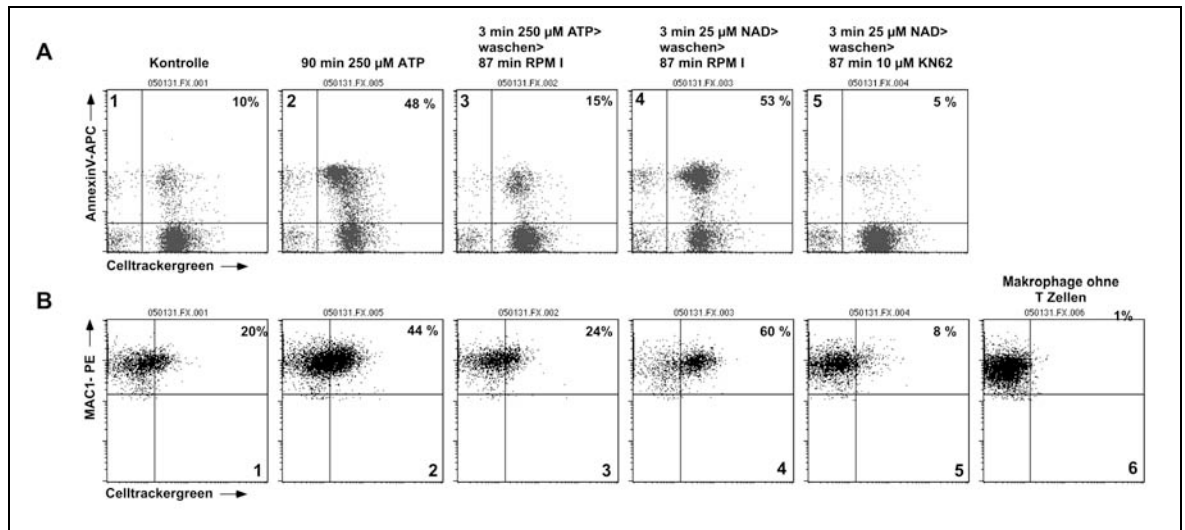 A
Kontrolle
90 min 250 µM ATP
3 min 250 µM ATP>
waschen>
87 min RPM I
3 min 25 µM NAD>
waschen>
87 min RPM I
3 min 25 µM NAD>
waschen>
87 min 10 µM KN62
050131.FX.001
050131.FX.005
050131.FX.002
050131.FX.003
050131.FX.004
1
10%
2
48 %
3
15%
4
53 %
5
5 %
AnnexinV-APC
Celltrackergreen
B
Makrophage ohne
T Zellen
050131.FX.001
050131.FX.005
050131.FX.002
050131.FX.003
050131.FX.004
050131.FX.006
20%
44 %
24%
60 %
8 %
1%
MAC1- PE
1
2
3
4
5
6
Celltrackergreen